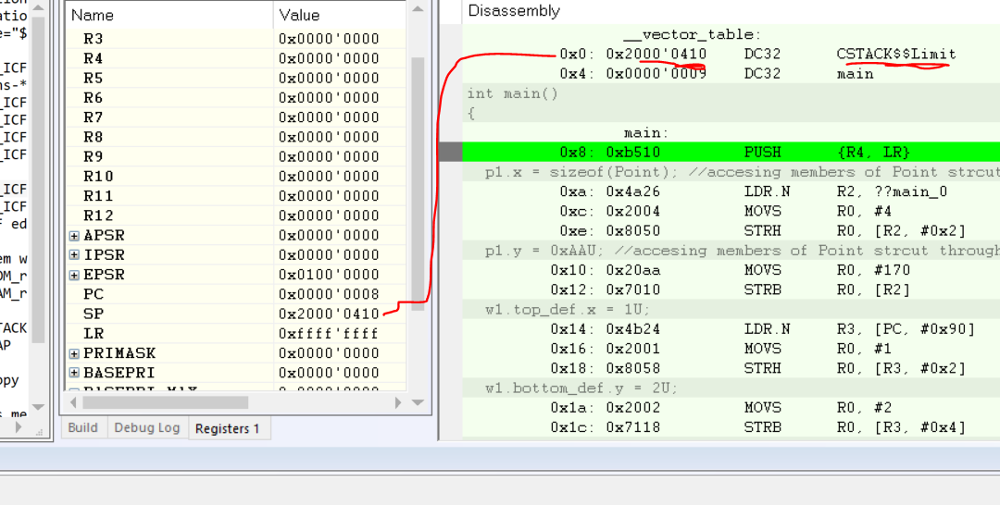 atio
e="$
_ICF
ns-*
_ICF
_ICF
_ICF
_ICF
_ICF
_ICF
F ed
em w
OM_r
AM_r
TACK
AP
opy
s me
Name Value
R3 0x0000'0000
R4 0x0000'0000
R5 0x0000'0000
R6 0x0000'0000
R7 0x0000'0000
R8 0x0000'0000
R9 0x0000'0000
R10 0x0000'0000
R11 0x0000'0000
R12 0x0000'0000
APSR 0x0000'0000
IPSR 0x0000'0000
EPSR 0x0100'0000
PC 0x0000'0008
SP 0x2000'0410
LR 0xffff'ffff
PRIMASK 0x0000'0000
BASEPRI 0x0000'0000
Build Debug Log Registers 1
Disassembly
__vector_table:
0x0: 0x2000'0410 DC32 CSTACK$$Limit
0x4: 0x0000'0009 DC32 main
int main()
{
main:
0x8: 0xb510 PUSH {R4, LR}
p1.x = sizeof(Point); //accesing members of Point strcut
0xa: 0x4a26 LDR.N R2, ??main_0
0xc: 0x2004 MOVS R0, #4
0xe: 0x8050 STRH R0, [R2, #0x2]
p1.y = 0xAAU; //accesing members of Point strcut through
0x10: 0x20aa MOVS R0, #170
0x12: 0x7010 STRB R0, [R2]
w1.top_def.x = 1U;
0x14: 0x4b24 LDR.N R3, [PC, #0x90]
0x16: 0x2001 MOVS R0, #1
0x18: 0x8058 STRH R0, [R3, #0x2]
w1.bottom_def.y = 2U;
0x1a: 0x2002 MOVS R0, #2
0x1c: 0x7118 STRB R0, [R3, #0x4]